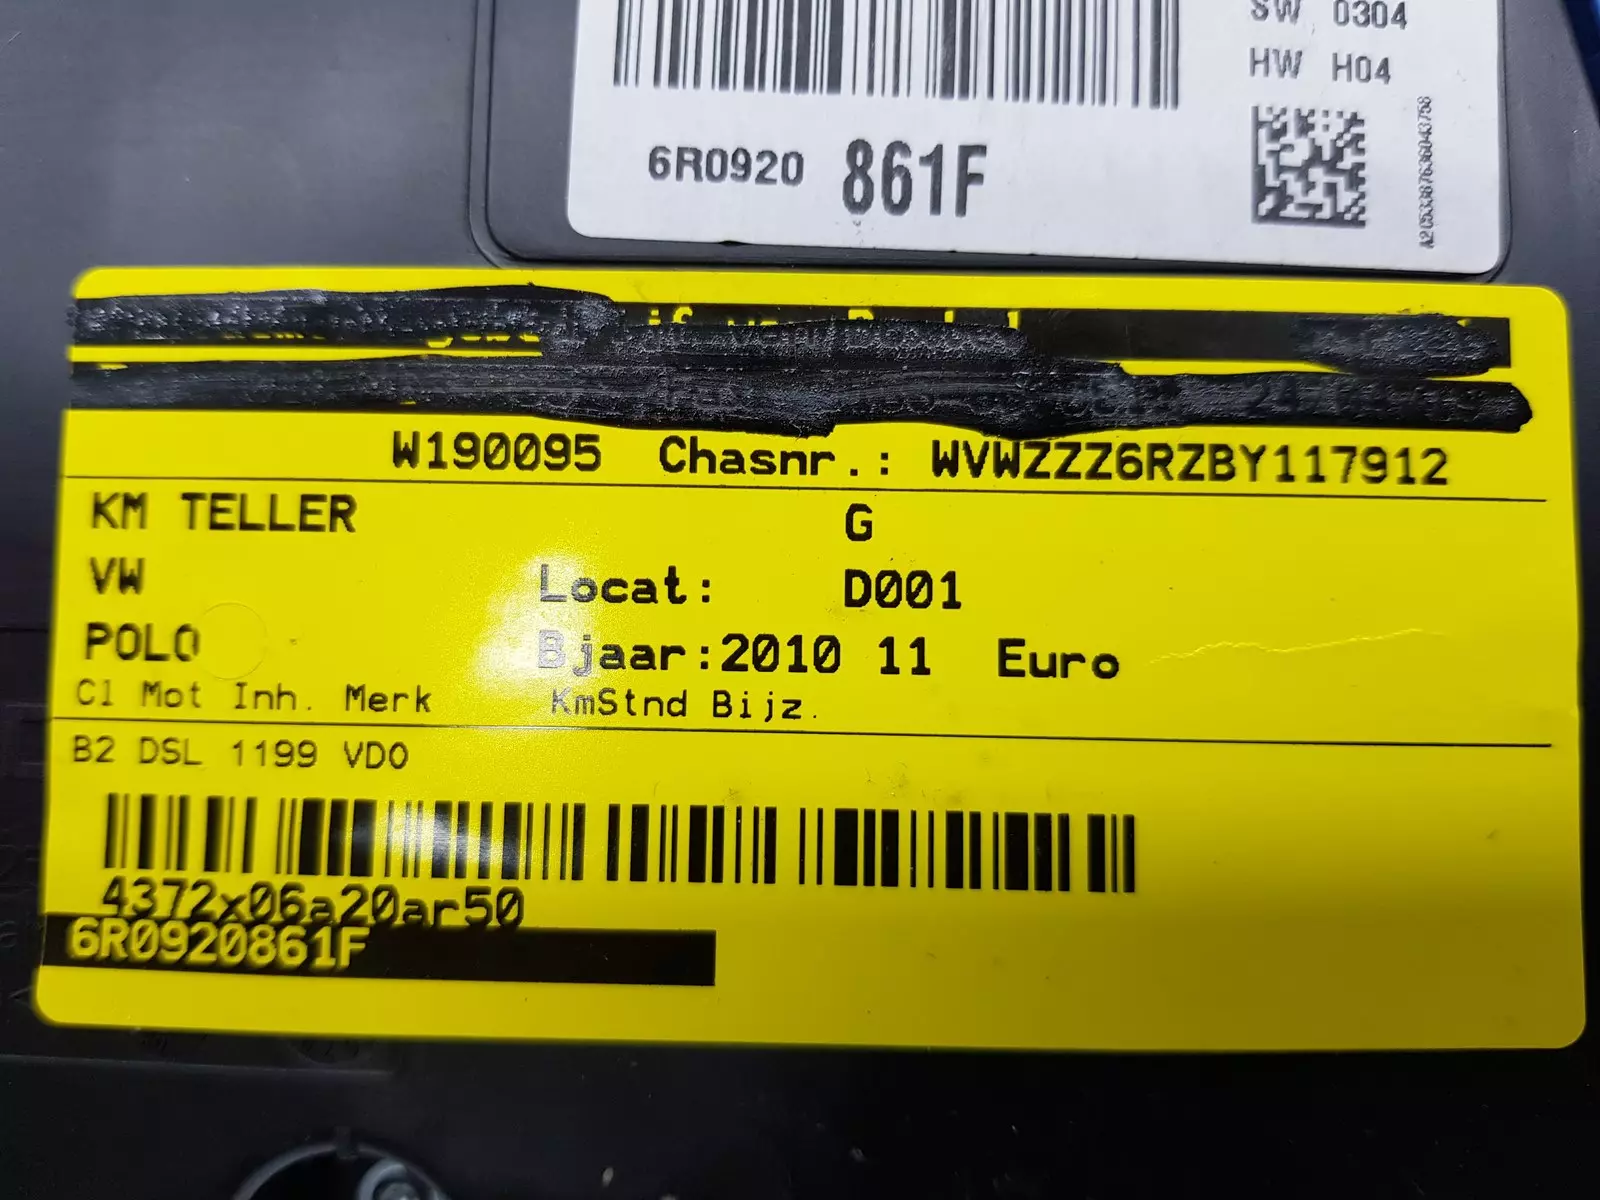 SW 0304
HW H04
6R0920 861F
W190095 Chasnr.: WVWZZZ6RZBY117912
KM TELLER G
VW Locat: D001
POLO Bjaar:2010 11 Euro
Cl Mot Inh. Merk KmStnd Bijz.
B2 DSL 1199 VDO
4372x06a20ar50
6R0920861F